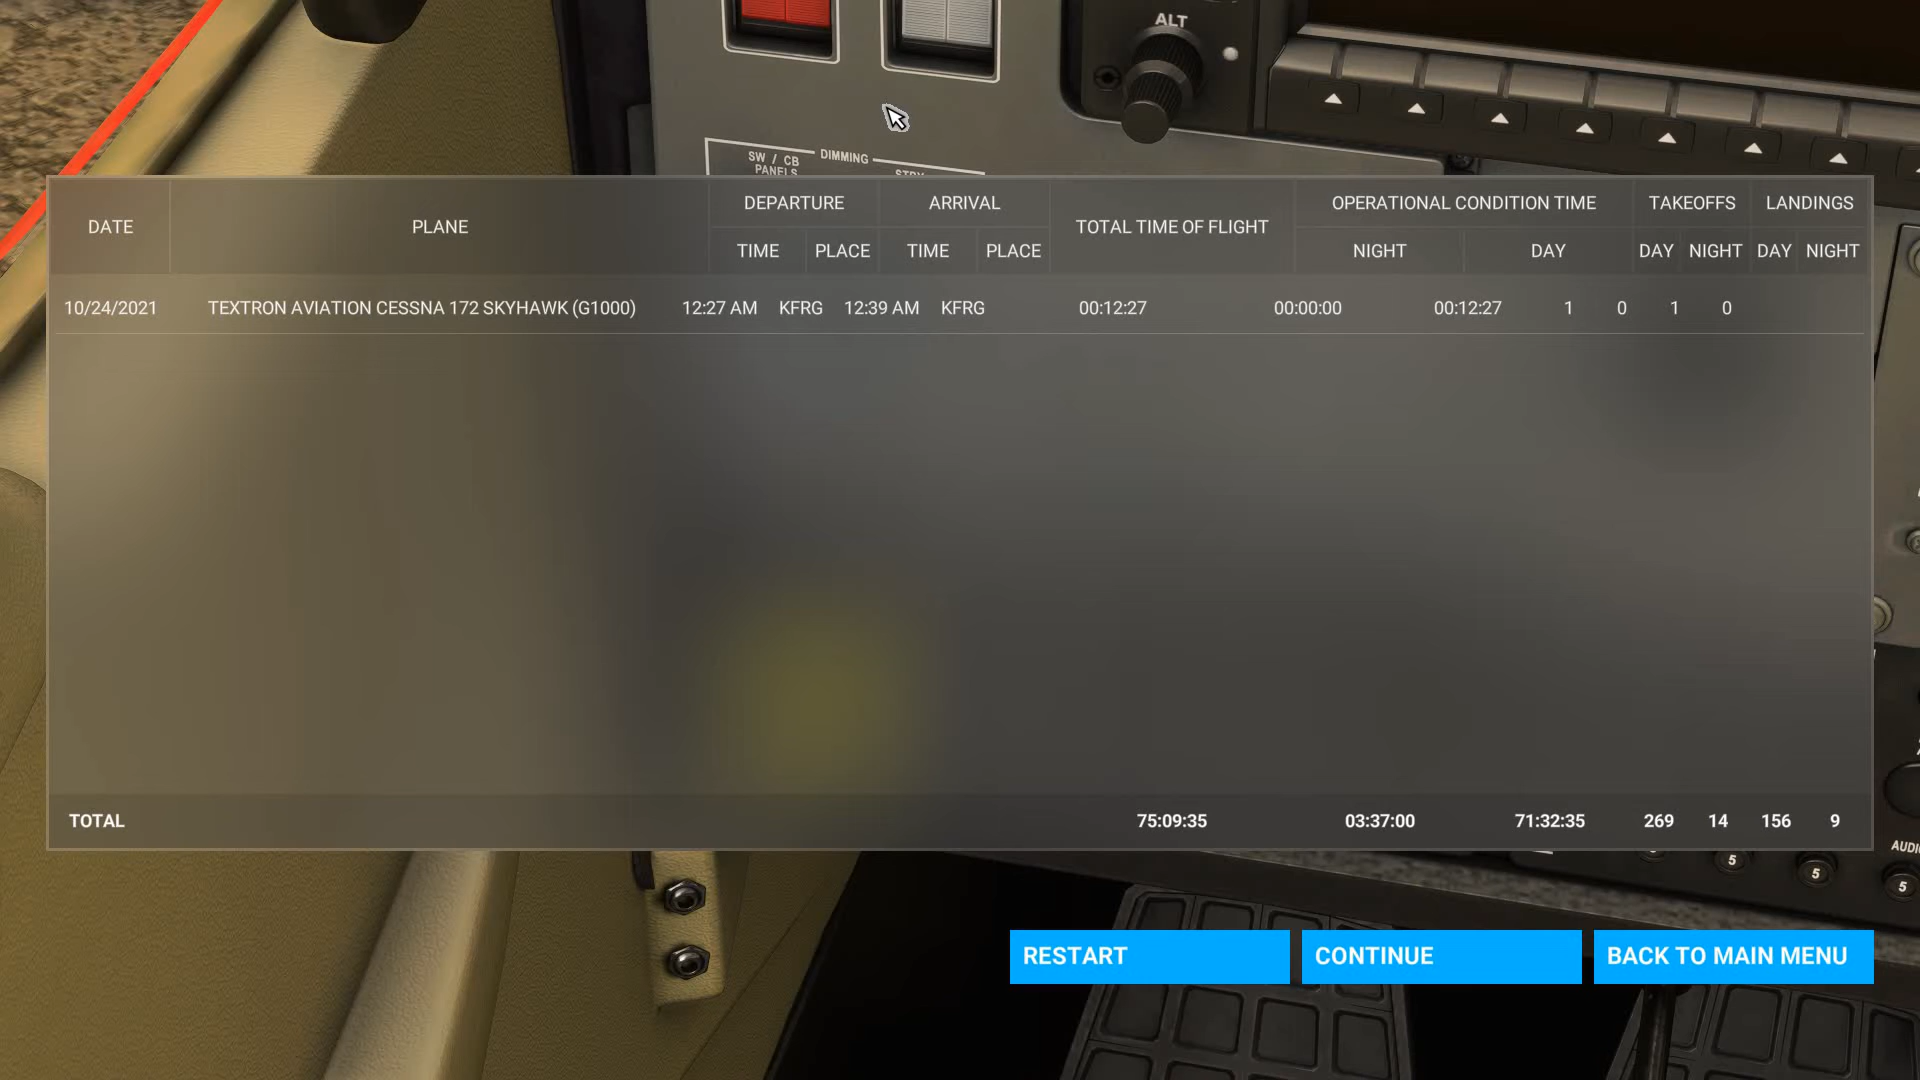 ALT
SW / CB DIMMING
PANELS STBY
DATE PLANE DEPARTURE ARRIVAL TOTAL TIME OF FLIGHT OPERATIONAL CONDITION TIME TAKEOFFS LANDINGS
TIME PLACE TIME PLACE NIGHT DAY DAY NIGHT DAY NIGHT
10/24/2021 TEXTRON AVIATION CESSNA 172 SKYHAWK (G1000) 12:27 AM KFRG 12:39 AM KFRG 00:12:27 00:00:00 00:12:27 1 0 1 0
TOTAL 75:09:35 03:37:00 71:32:35 269 14 156 9
5 5 5
RESTART CONTINUE BACK TO MAIN MENU